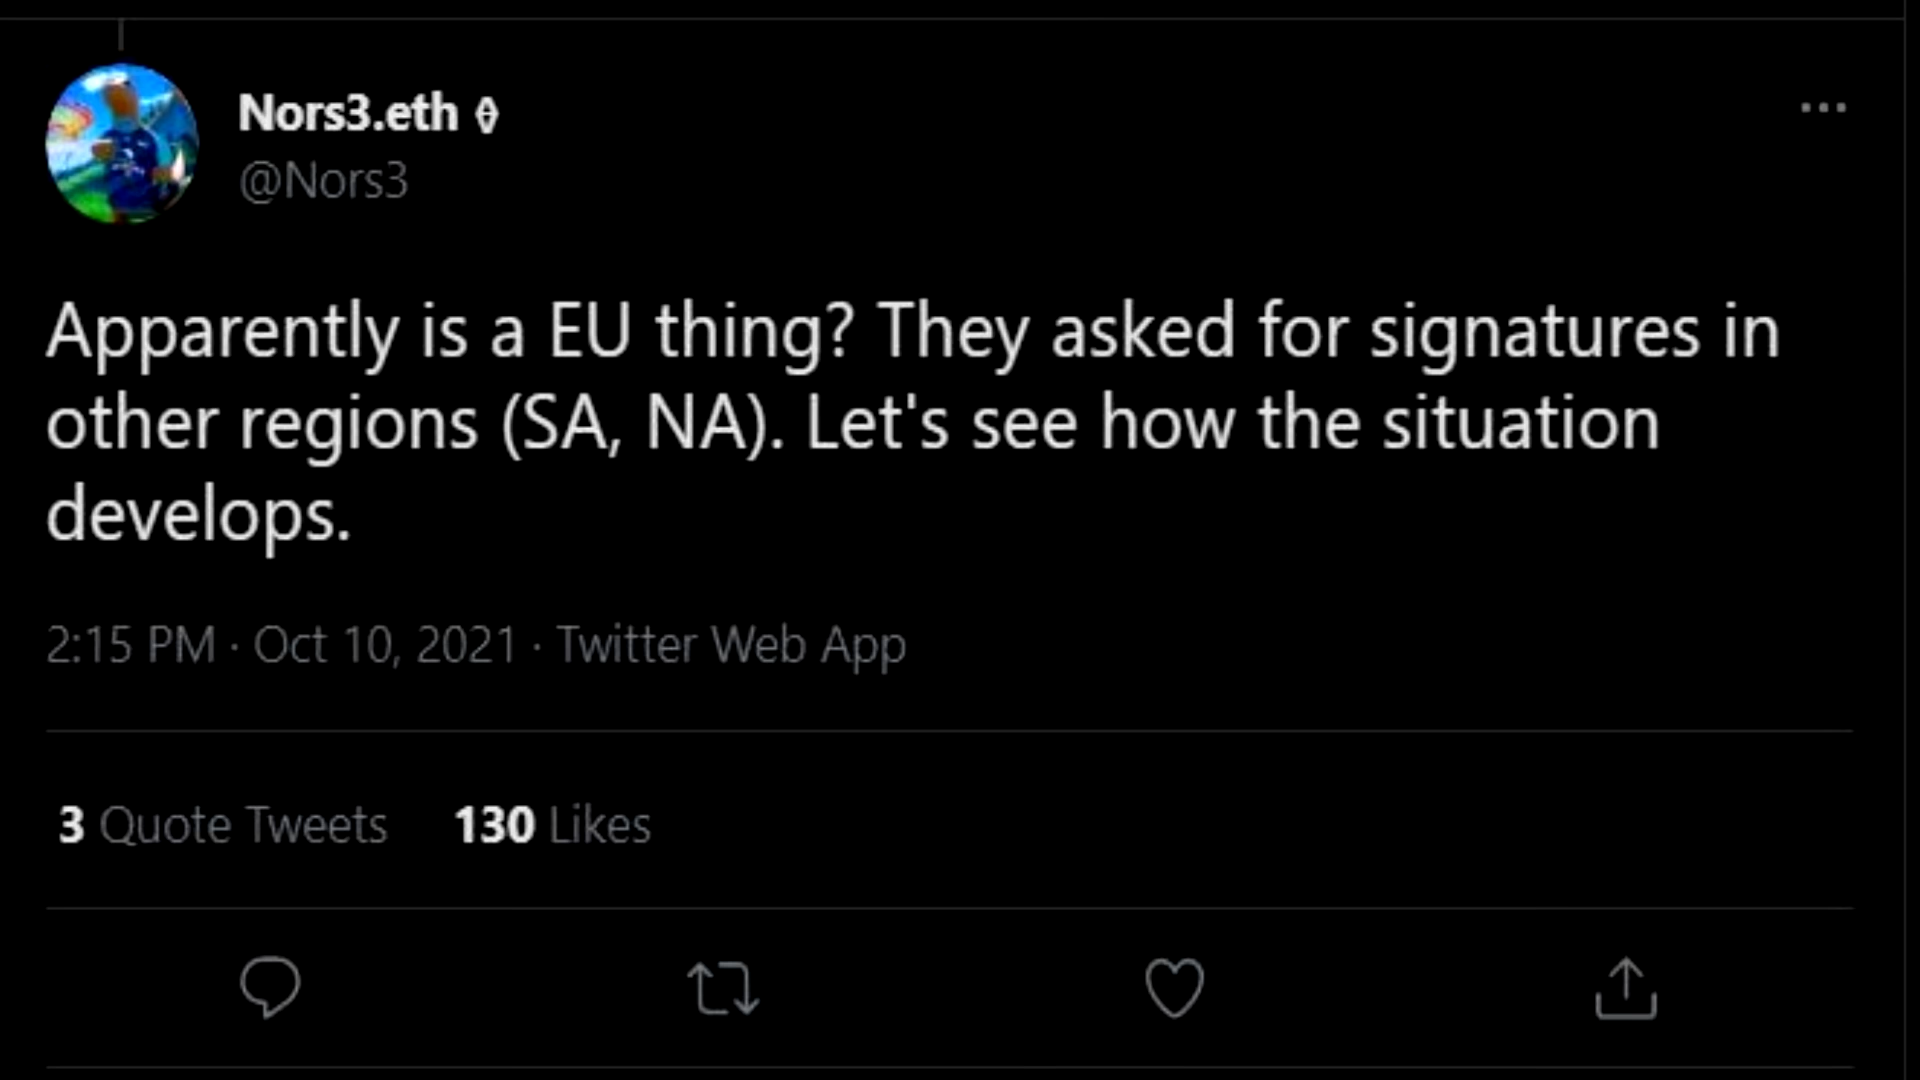 Nors3.eth
@Nors3
Apparently is a EU thing? They asked for signatures in
other regions (SA, NA). Let's see how the situation
develops.
2:15 PM · Oct 10, 2021 · Twitter Web App
3 Quote Tweets 130 Likes